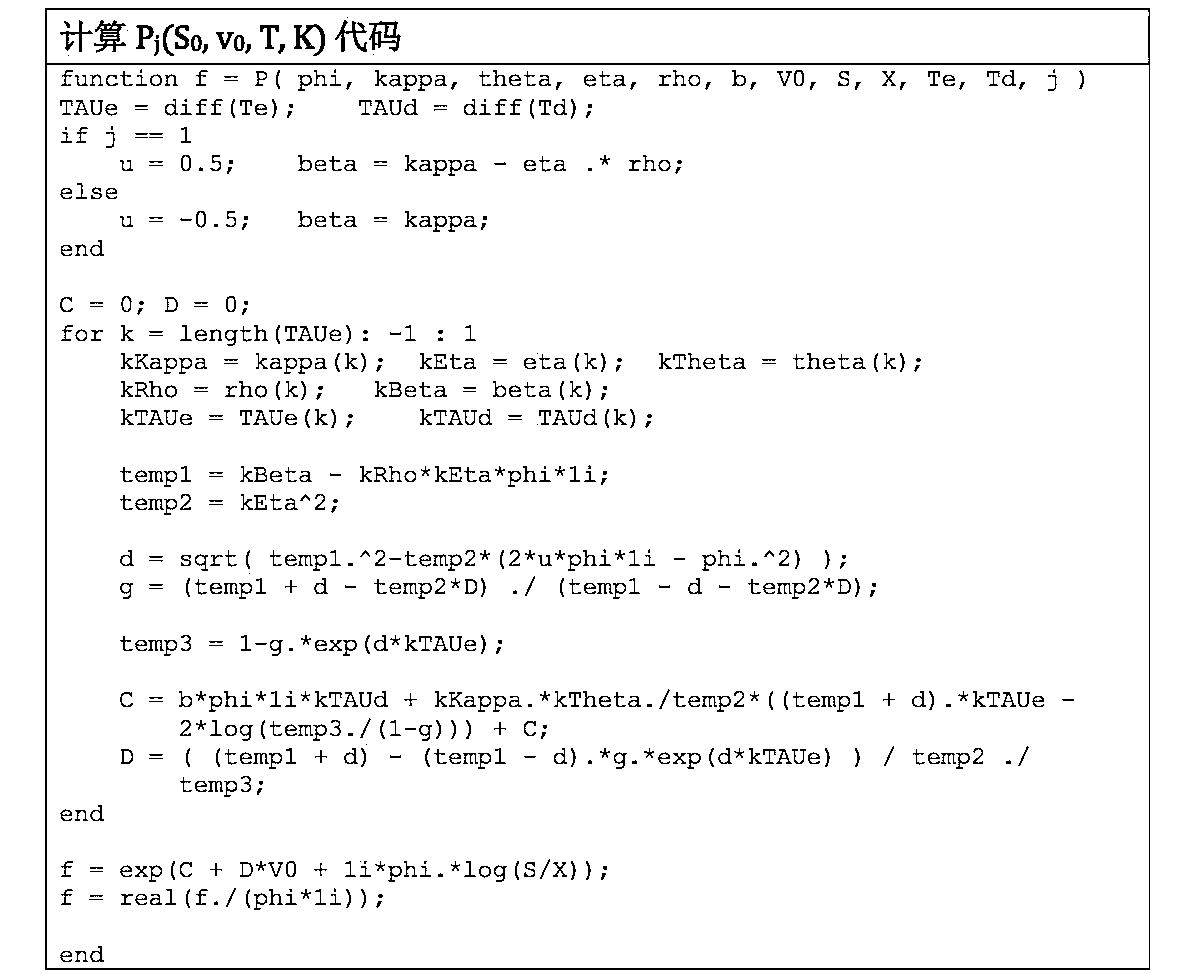 计算 Pj(S0, v0, T, K) 代码
function f = P( phi, kappa, theta, eta, rho, b, V0, S, X, Te, Td, j )
TAUe = diff(Te);    TAUd = diff(Td);
if j == 1
    u = 0.5;    beta = kappa - eta .* rho;
else
    u = -0.5;   beta = kappa;
end
C = 0; D = 0;
for k = length(TAUe): -1 : 1
    kKappa = kappa(k);  kEta = eta(k);  kTheta = theta(k);
    kRho = rho(k);   kBeta = beta(k);
    kTAUe = TAUe(k);    kTAUd = TAUd(k);
    temp1 = kBeta - kRho*kEta*phi*1i;
    temp2 = kEta^2;
    d = sqrt( temp1.^2-temp2*(2*u*phi*1i - phi.^2) );
    g = (temp1 + d - temp2*D) ./ (temp1 - d - temp2*D);
    temp3 = 1-g.*exp(d*kTAUe);
    C = b*phi*1i*kTAUd + kKappa.*kTheta./temp2*((temp1 + d).*kTAUe -
        2*log(temp3./(1-g))) + C;
    D = ( (temp1 + d) - (temp1 - d).*g.*exp(d*kTAUe) ) / temp2 ./
        temp3;
end
f = exp(C + D*V0 + 1i*phi.*log(S/X));
f = real(f./(phi*1i));
end